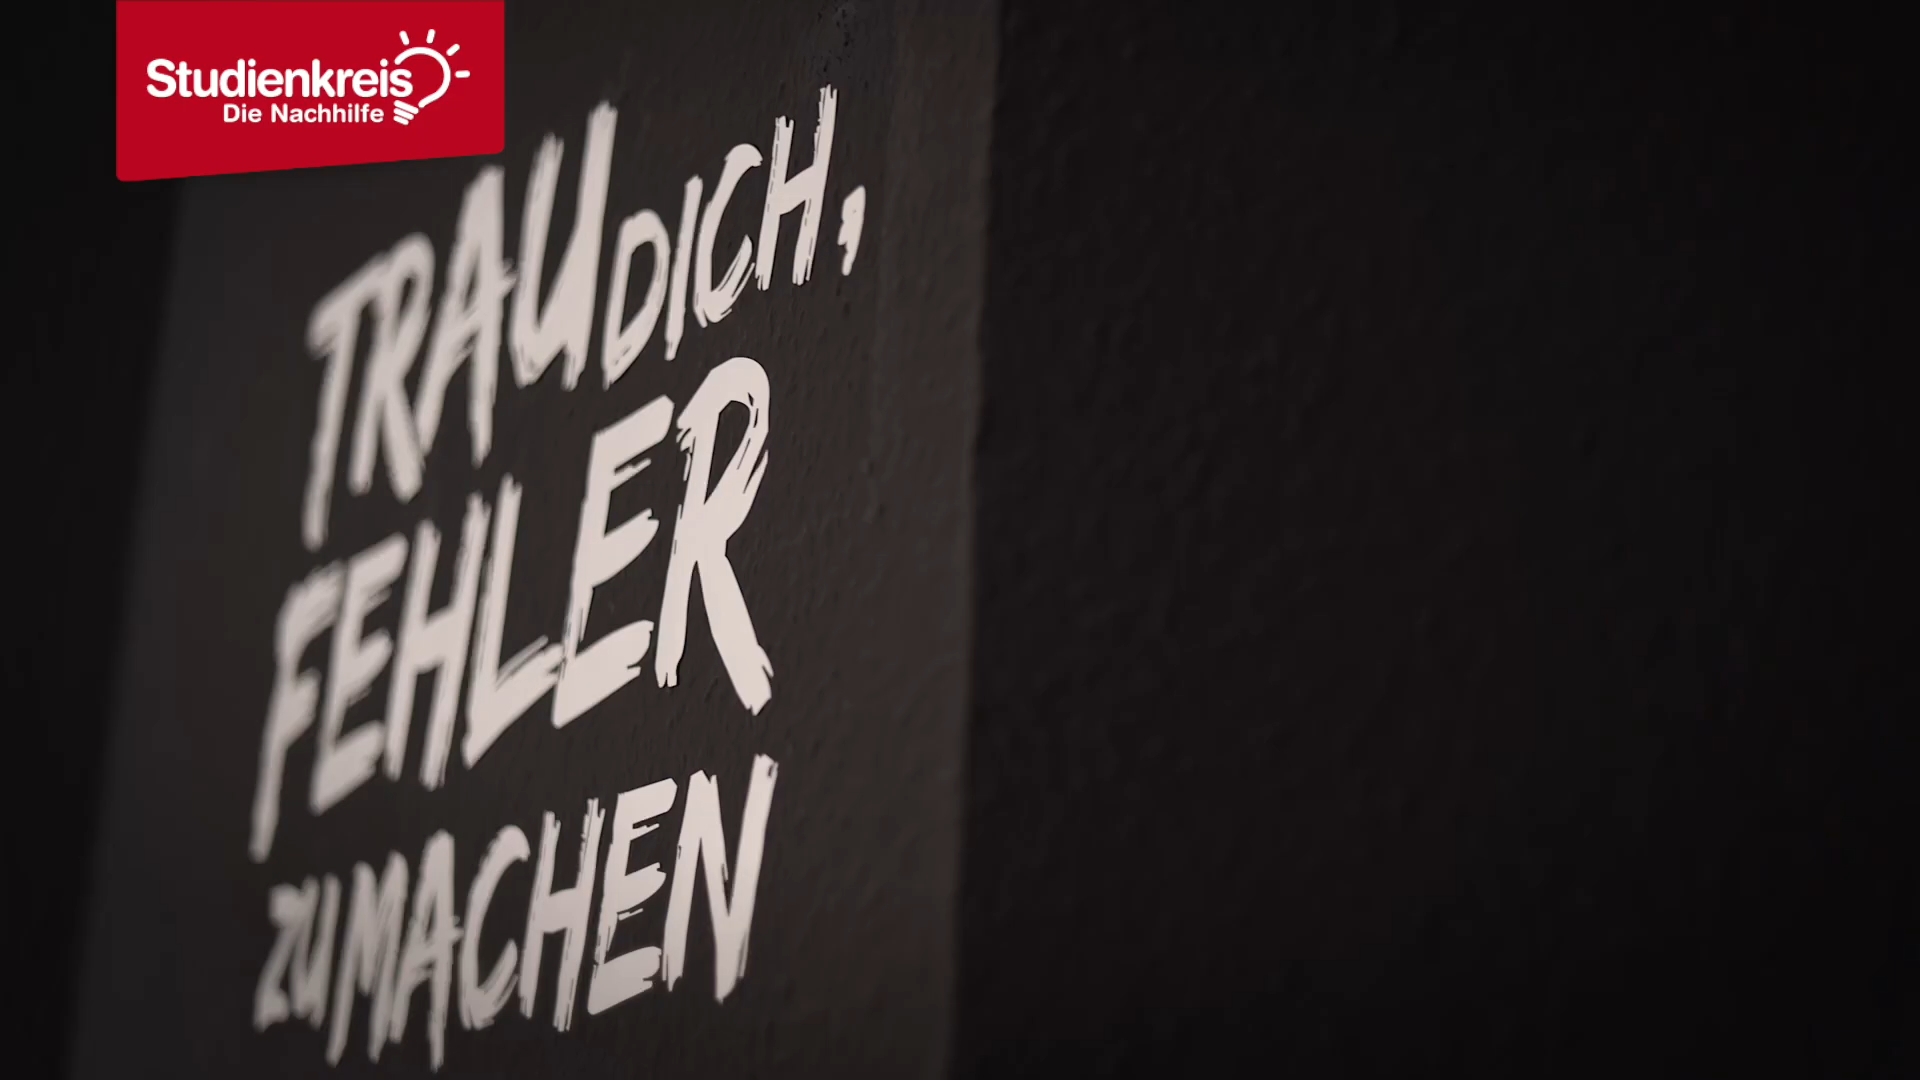 Studienkreis
Die Nachhilfe
TRAU DICH,
FEHLER
ZU MACHEN